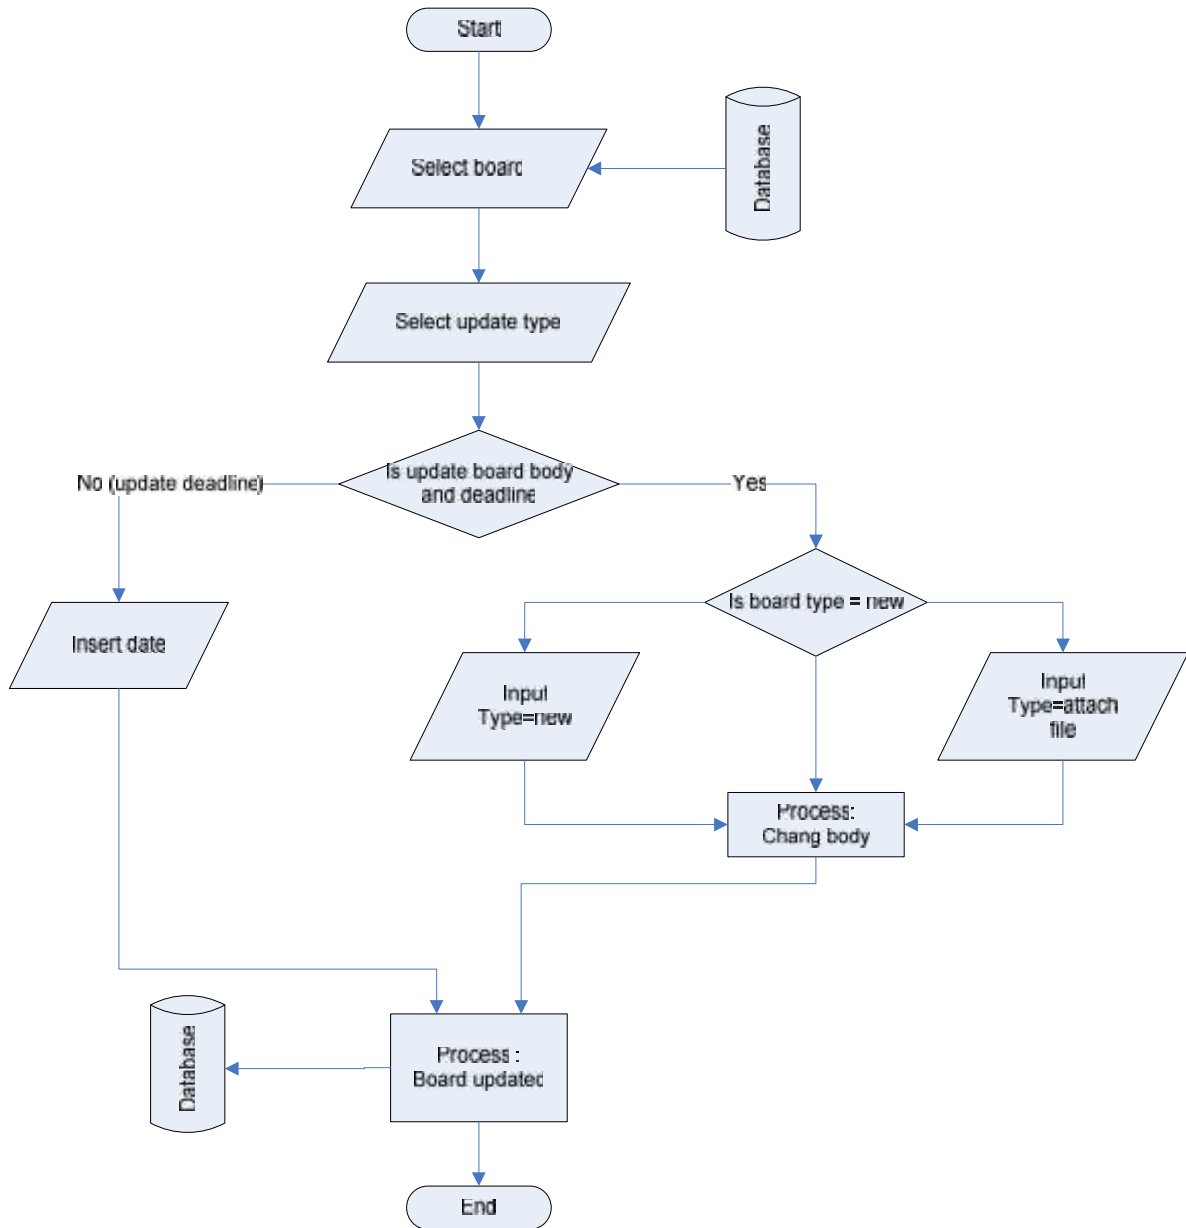 Start
Select board
Database
Select update type
Is update board body
and deadline
No (update deadline)
Yes
Is board type = new
Insert date
Input
Type=new
Input
Type=attach
file
Process:
Chang body
Process :
Board updated
Database
End